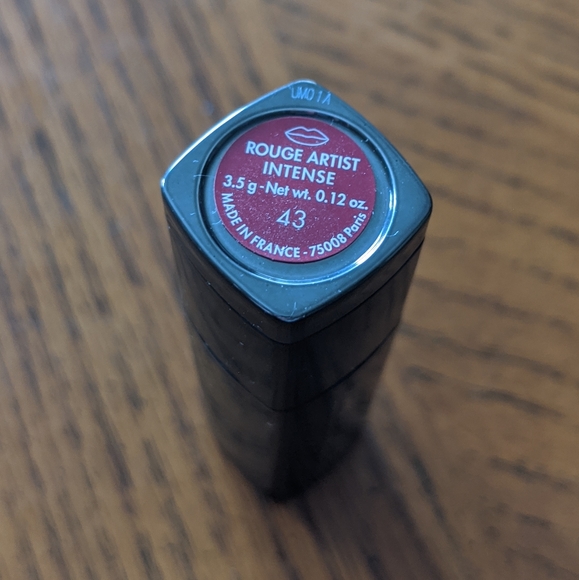 UM01A
ROUGE ARTIST
INTENSE
3.5 g - Net wt. 0.12 oz.
43
MADE IN FRANCE - 75008 Paris